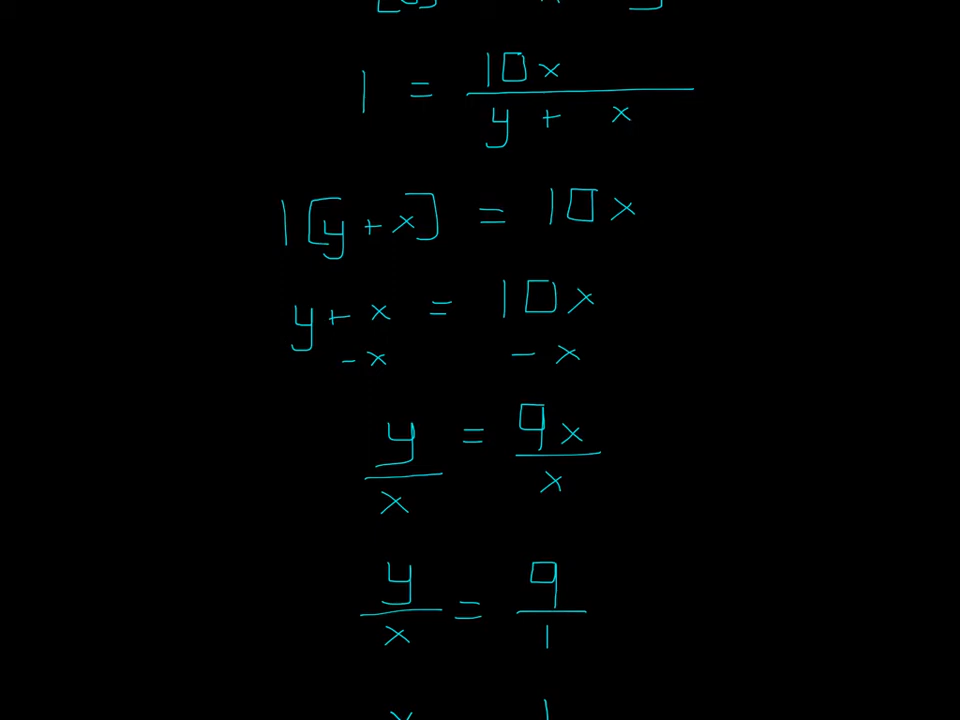 1 = 10x
y + x
1[y + x] = 10x
y + x = 10x
- x - x
y = 9x
x x
y = 9
x 1